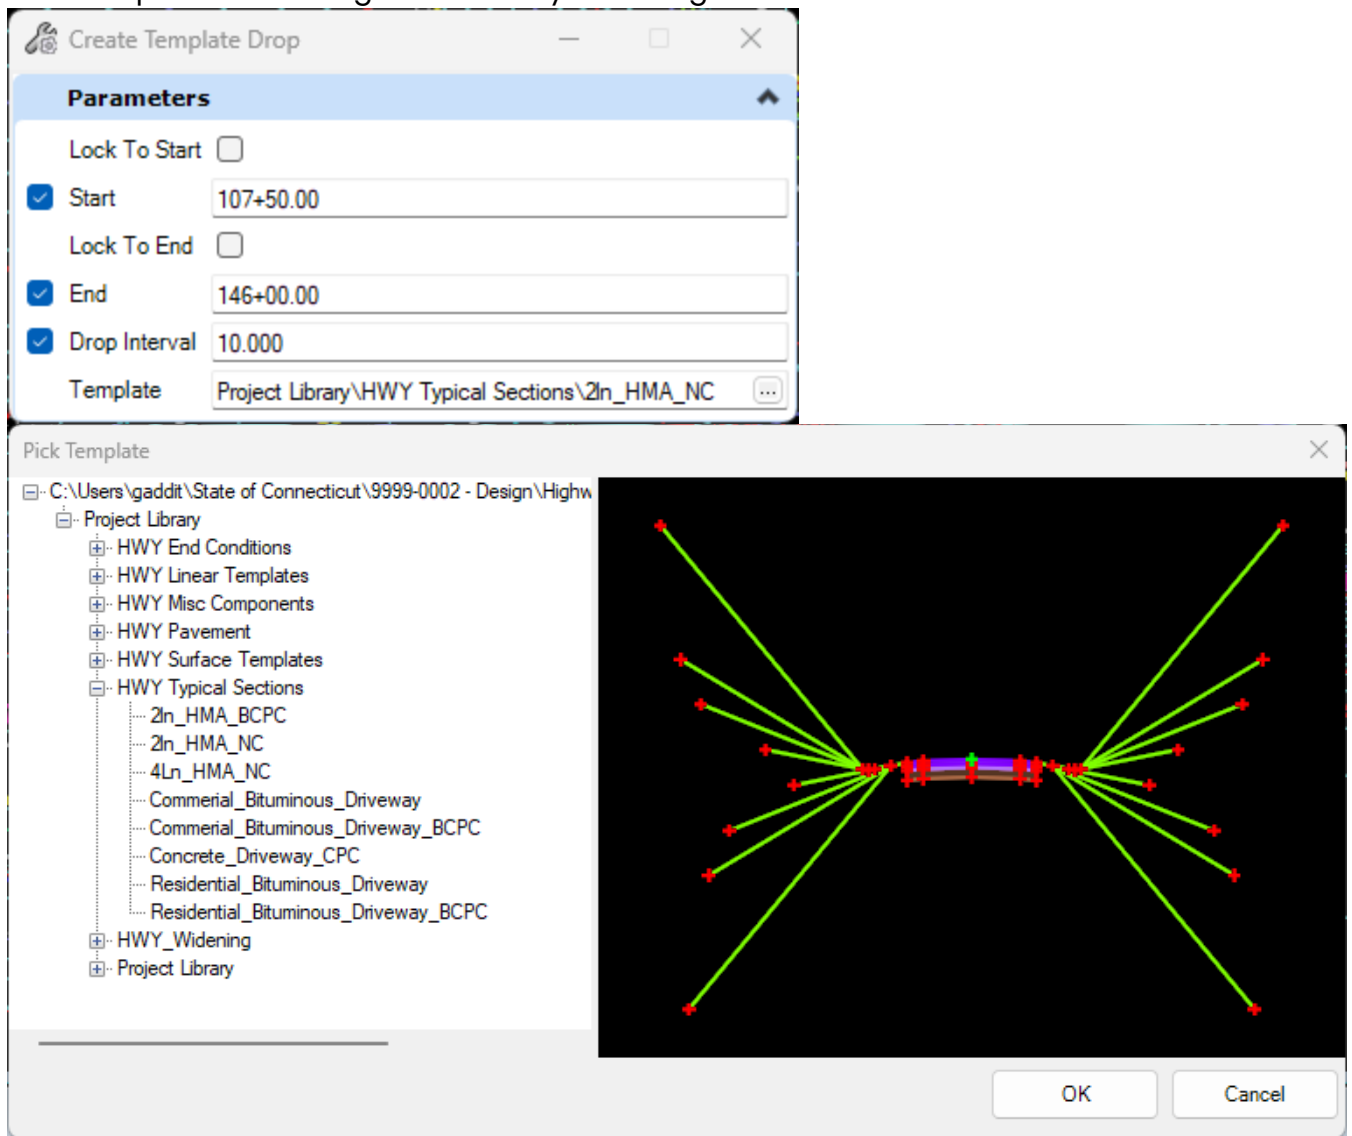 Create Template Drop
Parameters
Lock To Start
Start 107+50.00
Lock To End
End 146+00.00
Drop Interval 10.000
Template Project Library\HWY Typical Sections\2ln_HMA_NC ...
Pick Template
C:\Users\gaddit\State of Connecticut\9999-0002 - Design\Highw
Project Library
HWY End Conditions
HWY Linear Templates
HWY Misc Components
HWY Pavement
HWY Surface Templates
HWY Typical Sections
2ln_HMA_BCPC
2ln_HMA_NC
4Ln_HMA_NC
Commerial_Bituminous_Driveway
Commerial_Bituminous_Driveway_BCPC
Concrete_Driveway_CPC
Residential_Bituminous_Driveway
Residential_Bituminous_Driveway_BCPC
HWY_Widening
Project Library
OK Cancel